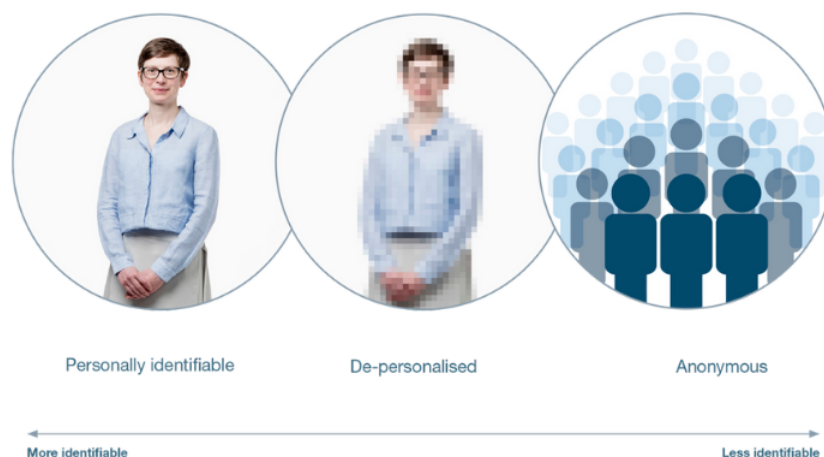 Personally identifiable
De-personalised
Anonymous
More identifiable
Less identifiable